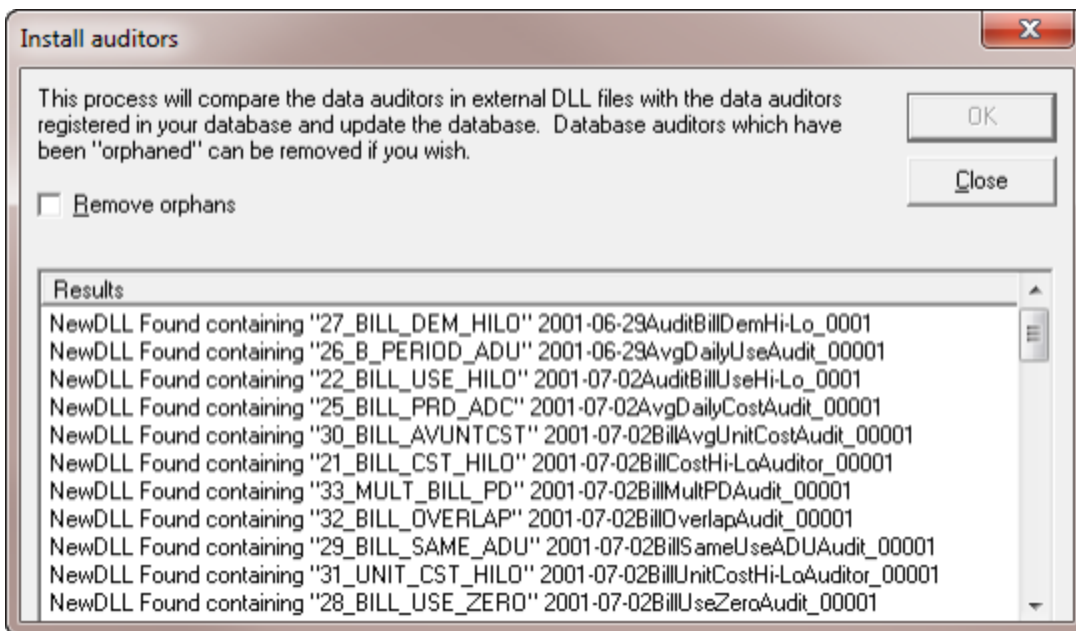 Install auditors
This process will compare the data auditors in external DLL files with the data auditors
registered in your database and update the database.  Database auditors which have
been "orphaned" can be removed if you wish.
OK
Close
Remove orphans
Results
NewDLL Found containing "27_BILL_DEM_HILO" 2001-06-29AuditBillDemHi-Lo_0001
NewDLL Found containing "26_B_PERIOD_ADU" 2001-06-29AvgDailyUseAudit_00001
NewDLL Found containing "22_BILL_USE_HILO" 2001-07-02AuditBillUseHi-Lo_0001
NewDLL Found containing "25_BILL_PRD_ADC" 2001-07-02AvgDailyCostAudit_00001
NewDLL Found containing "30_BILL_AVUNTCST" 2001-07-02BillAvgUnitCostAudit_00001
NewDLL Found containing "21_BILL_CST_HILO" 2001-07-02BillCostHi-LoAuditor_00001
NewDLL Found containing "33_MULT_BILL_PD" 2001-07-02BillMultPDAudit_00001
NewDLL Found containing "32_BILL_OVERLAP" 2001-07-02BillOverlapAudit_00001
NewDLL Found containing "29_BILL_SAME_ADU" 2001-07-02BillSameUseADUAudit_00001
NewDLL Found containing "31_UNIT_CST_HILO" 2001-07-02BillUnitCostHi-LoAuditor_00001
NewDLL Found containing "28_BILL_USE_ZERO" 2001-07-02BillUseZeroAudit_00001